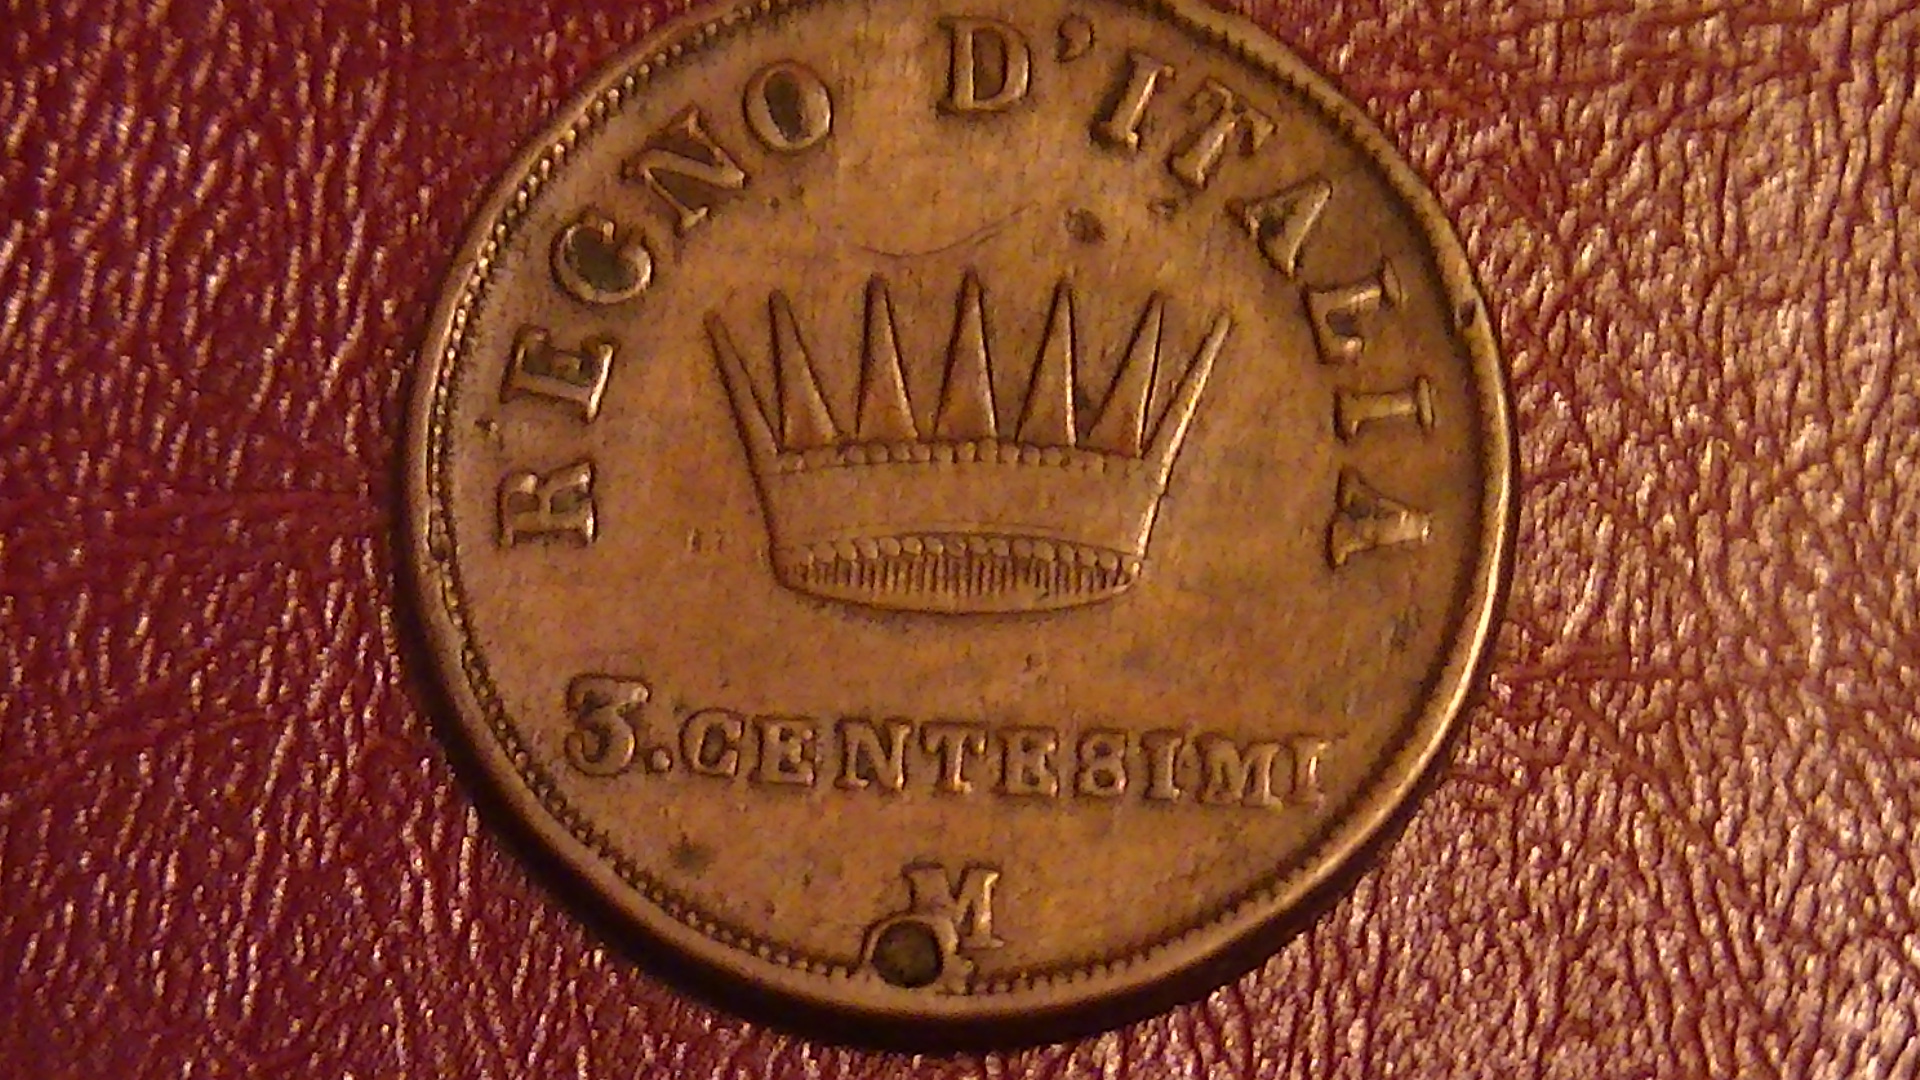 REGNO D'ITALIA
3.CENTESIMI
M